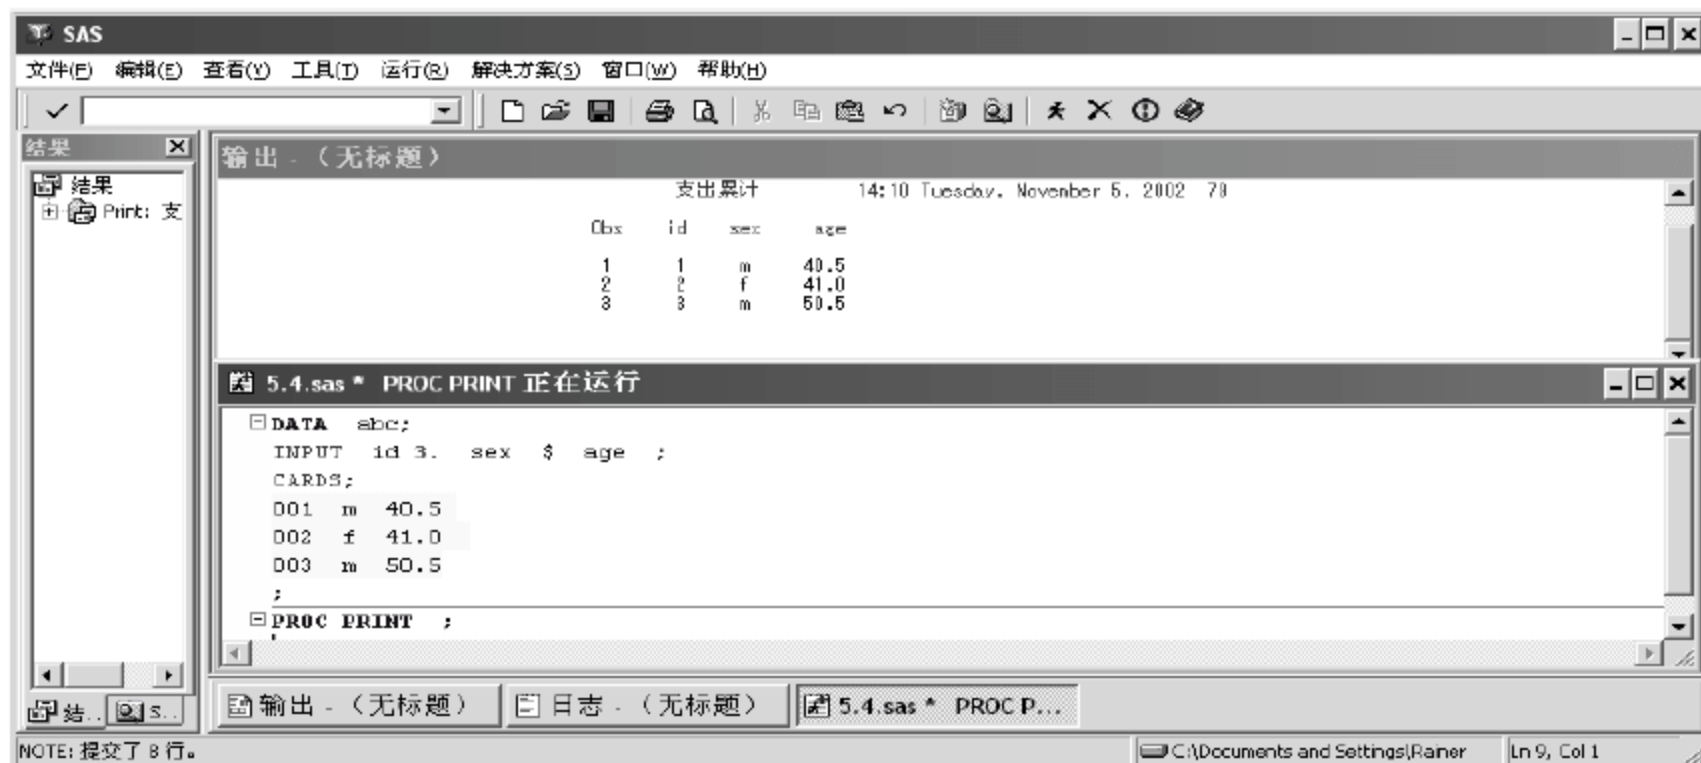 SAS
文件(F) 编辑(E) 查看(V) 工具(T) 运行(R) 解决方案(S) 窗口(W) 帮助(H)
结果
结果
Print: 支
输出 - （无标题）
支出累计 14:10 Tuesday, November 5, 2002
Obs id sex age
1 1 m 40.5
2 2 f 41.0
3 3 m 50.5
5.4.sas * PROC PRINT 正在运行
DATA abc;
INPUT id 3. sex $ age ;
CARDS;
001 m 40.5
002 f 41.0
003 m 50.5
;
PROC PRINT ;
结.. S..
输出 - （无标题） 日志 - （无标题） 5.4.sas * PROC P...
NOTE: 提交了 8 行。 C:\Documents and Settings\Rainer Ln 9, Col 1